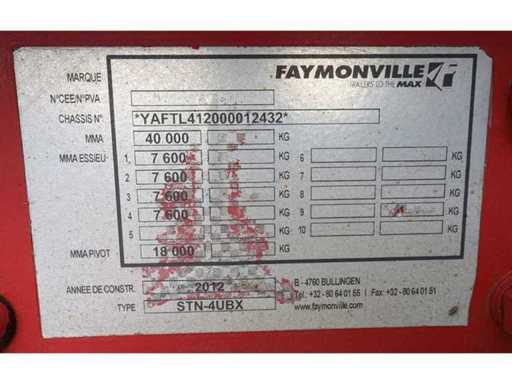 MARQUE FAYMONVILLE
TRAILERS TO THE MAX
N°CEE/N°PVA
CHASSIS N° *YAFTL412000012432*
MMA 40 000 KG
MMA ESSIEU 1. 7 600 KG 6 KG
2 7 600 KG 7 KG
3 7 600 KG 8 KG
4 7 600 KG 9 KG
5 KG 10 KG
MMA PIVOT 18 000 KG
ANNEE DE CONSTR. 2012 B - 4760 BULLINGEN
Tel.: +32 - 80 64 01 55 I Fax: +32 - 80 64 01 51
TYPE STN-4UBX www.faymonville.com